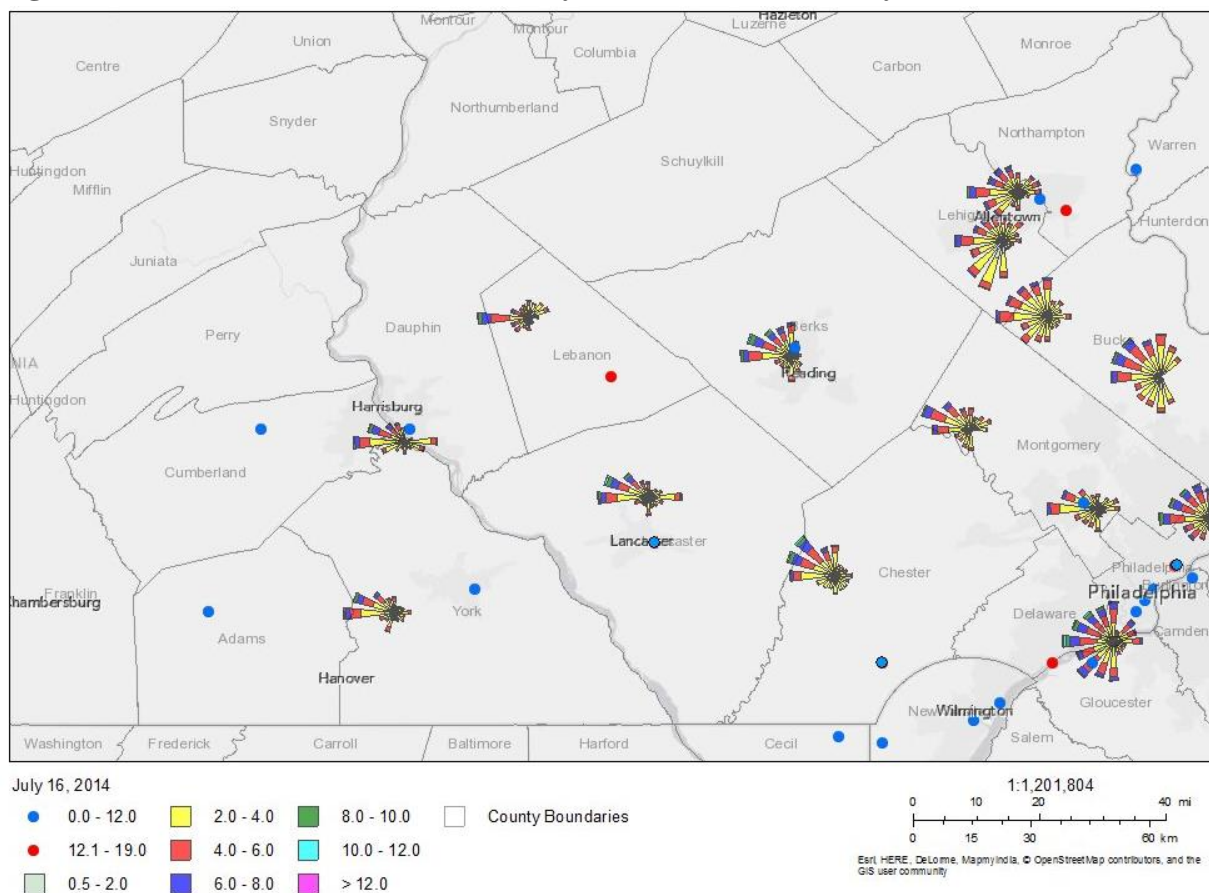 Hazleton
Montour
Luzerne
Union
Montour
Columbia
Monroe
Centre
Carbon
Northumberland
Snyder
Northampton
Warren
Huntingdon
Schuylkill
Mifflin
Lehigh
Allentown
Hunterdon
Juniata
Perry
Dauphin
Berks
Bucks
NIA
Lebanon
Reading
Huntingdon
Harrisburg
Montgomery
Cumberland
Lancaster
Lancaster
Chester
Philadelphia
Franklin
Burlington
Chambersburg
York
Philadelphia
Delaware
Adams
Camden
Hanover
Gloucester
Wilmington
Washington
Frederick
Carroll
Baltimore
Harford
Cecil
Salem
July 16, 2014
0.0 - 12.0
2.0 - 4.0
8.0 - 10.0
County Boundaries
12.1 - 19.0
4.0 - 6.0
10.0 - 12.0
0.5 - 2.0
6.0 - 8.0
> 12.0
1:1,201,804
0 10 20 40 mi
0 15 30 60 km
Esri, HERE, DeLorme, MapmyIndia, © OpenStreetMap contributors, and the
GIS user community